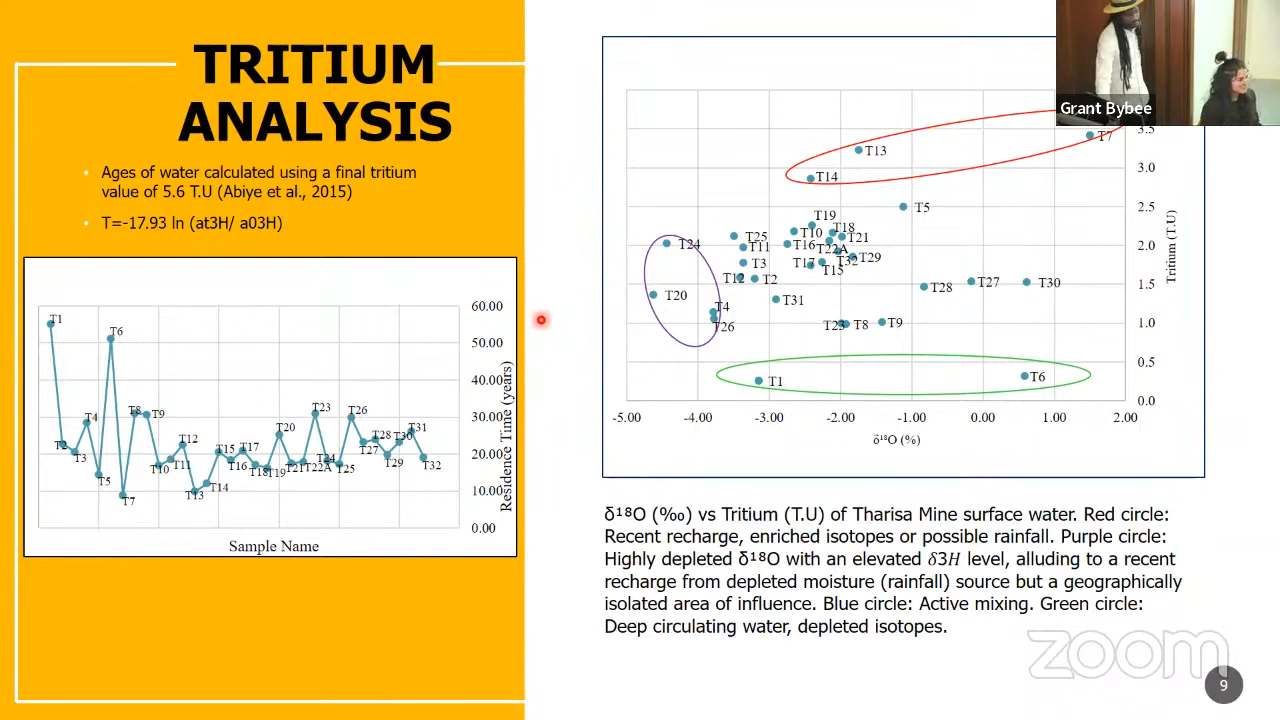 TRITIUM
ANALYSIS
• Ages of water calculated using a final tritium
value of 5.6 T.U (Abiye et al., 2015)
• T=-17.93 ln (at3H/ a03H)
60.00
50.00
40.00
30.00
20.00
10.00
0.00
Residence Time (years)
T1
T2
T3
T4
T5
T6
T7
T8
T9
T10
T11
T12
T13
T14
T15
T16
T17
T18
T19
T20
T21
T22A
T23
T24
T25
T26
T27
T28
T29
T30
T31
T32
Sample Name
Grant Bybee
3.5
3.0
2.5
2.0
1.5
1.0
0.5
0.0
Tritium (T.U)
T7
T13
T14
T5
T19
T18
T10
T21
T25
T24
T11
T16
T22A
T32
T29
T3
T17
T15
T12
T2
T28
T27
T30
T20
T31
T4
T26
T23
T8
T9
T1
T6
-5.00 -4.00 -3.00 -2.00 -1.00 0.00 1.00 2.00
δ¹⁸O (%)
δ¹⁸O (‰) vs Tritium (T.U) of Tharisa Mine surface water. Red circle:
Recent recharge, enriched isotopes or possible rainfall. Purple circle:
Highly depleted δ¹⁸O with an elevated 𝛿3𝐻 level, alluding to a recent
recharge from depleted moisture (rainfall) source but a geographically
isolated area of influence. Blue circle: Active mixing. Green circle:
Deep circulating water, depleted isotopes.
zoom
9